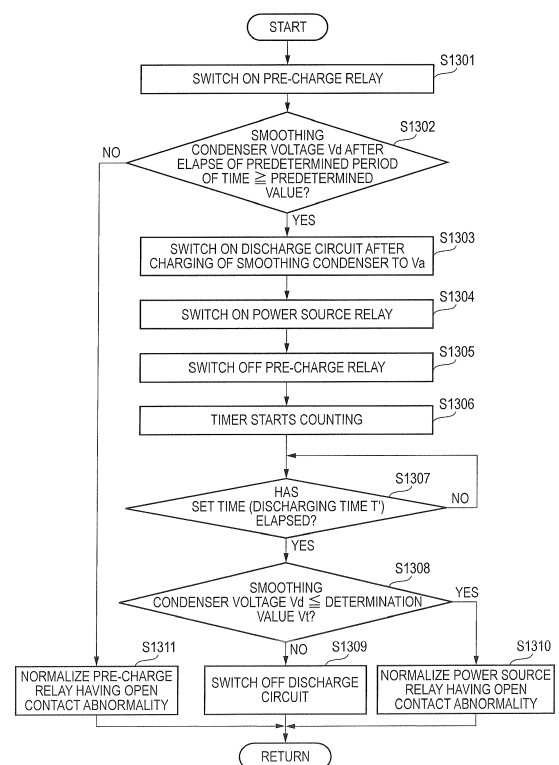 START
S1301
SWITCH ON PRE-CHARGE RELAY
S1302
SMOOTHING
CONDENSER VOLTAGE Vd AFTER
ELAPSE OF PREDETERMINED PERIOD
OF TIME ≧ PREDETERMINED
VALUE?
NO
YES
S1303
SWITCH ON DISCHARGE CIRCUIT AFTER
CHARGING OF SMOOTHING CONDENSER TO Va
S1304
SWITCH ON POWER SOURCE RELAY
S1305
SWITCH OFF PRE-CHARGE RELAY
S1306
TIMER STARTS COUNTING
S1307
HAS
SET TIME (DISCHARGING TIME T')
ELAPSED?
NO
YES
S1308
SMOOTHING
CONDENSER VOLTAGE Vd ≦ DETERMINATION
VALUE Vt?
YES
NO
S1311
NORMALIZE PRE-CHARGE
RELAY HAVING OPEN
CONTACT ABNORMALITY
S1309
SWITCH OFF DISCHARGE
CIRCUIT
S1310
NORMALIZE POWER SOURCE
RELAY HAVING OPEN
CONTACT ABNORMALITY
RETURN